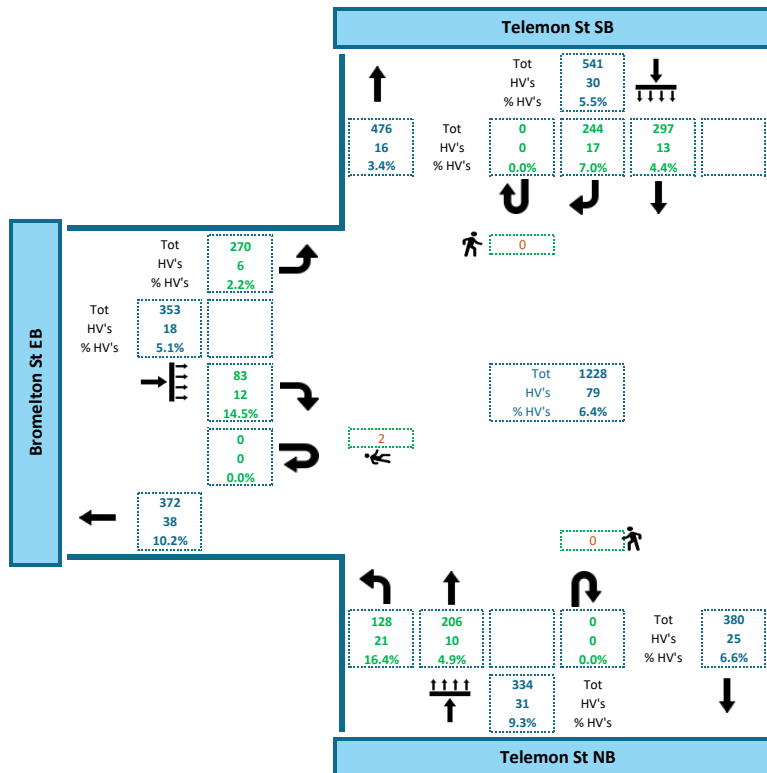 Telemon St SB
Tot 541
HV's 30
% HV's 5.5%
476 Tot 0 244 297
16 HV's 0 17 13
3.4% % HV's 0.0% 7.0% 4.4%
0
Tot 270
HV's 6
% HV's 2.2%
Tot 353
HV's 18
% HV's 5.1%
Bromelton St EB
83
12
14.5%
Tot 1228
HV's 79
% HV's 6.4%
0
0
0.0%
2
372
38
10.2%
0
128 206 0 Tot 380
21 10 0 HV's 25
16.4% 4.9% 0.0% % HV's 6.6%
334 Tot
31 HV's
9.3% % HV's
Telemon St NB